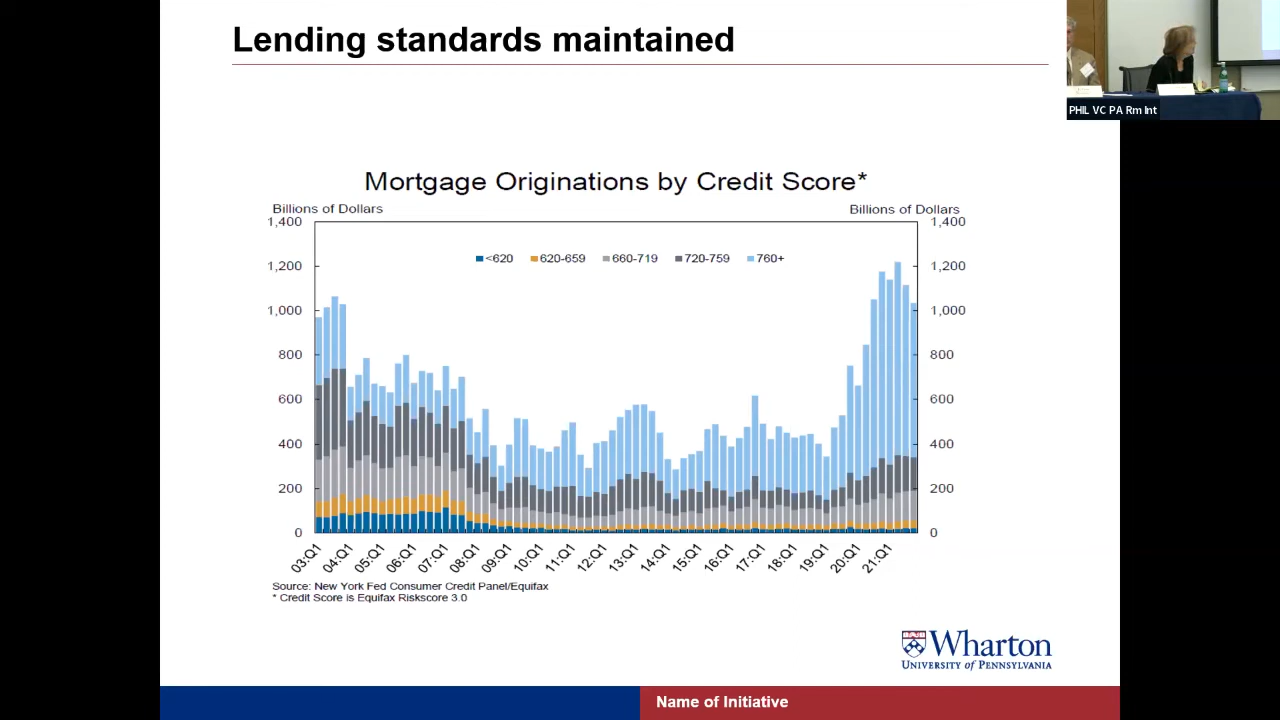 Lending standards maintained
PHIL VC PA Rm Int
Mortgage Originations by Credit Score*
Billions of Dollars Billions of Dollars
1,400 1,400
<620 620-659 660-719 720-759 760+
1,200 1,200
1,000 1,000
800 800
600 600
400 400
200 200
0 0
03:Q1 04:Q1 05:Q1 06:Q1 07:Q1 08:Q1 09:Q1 10:Q1 11:Q1 12:Q1 13:Q1 14:Q1 15:Q1 16:Q1 17:Q1 18:Q1 19:Q1 20:Q1 21:Q1
Source: New York Fed Consumer Credit Panel/Equifax
* Credit Score is Equifax Riskscore 3.0
Wharton
UNIVERSITY of PENNSYLVANIA
Name of Initiative